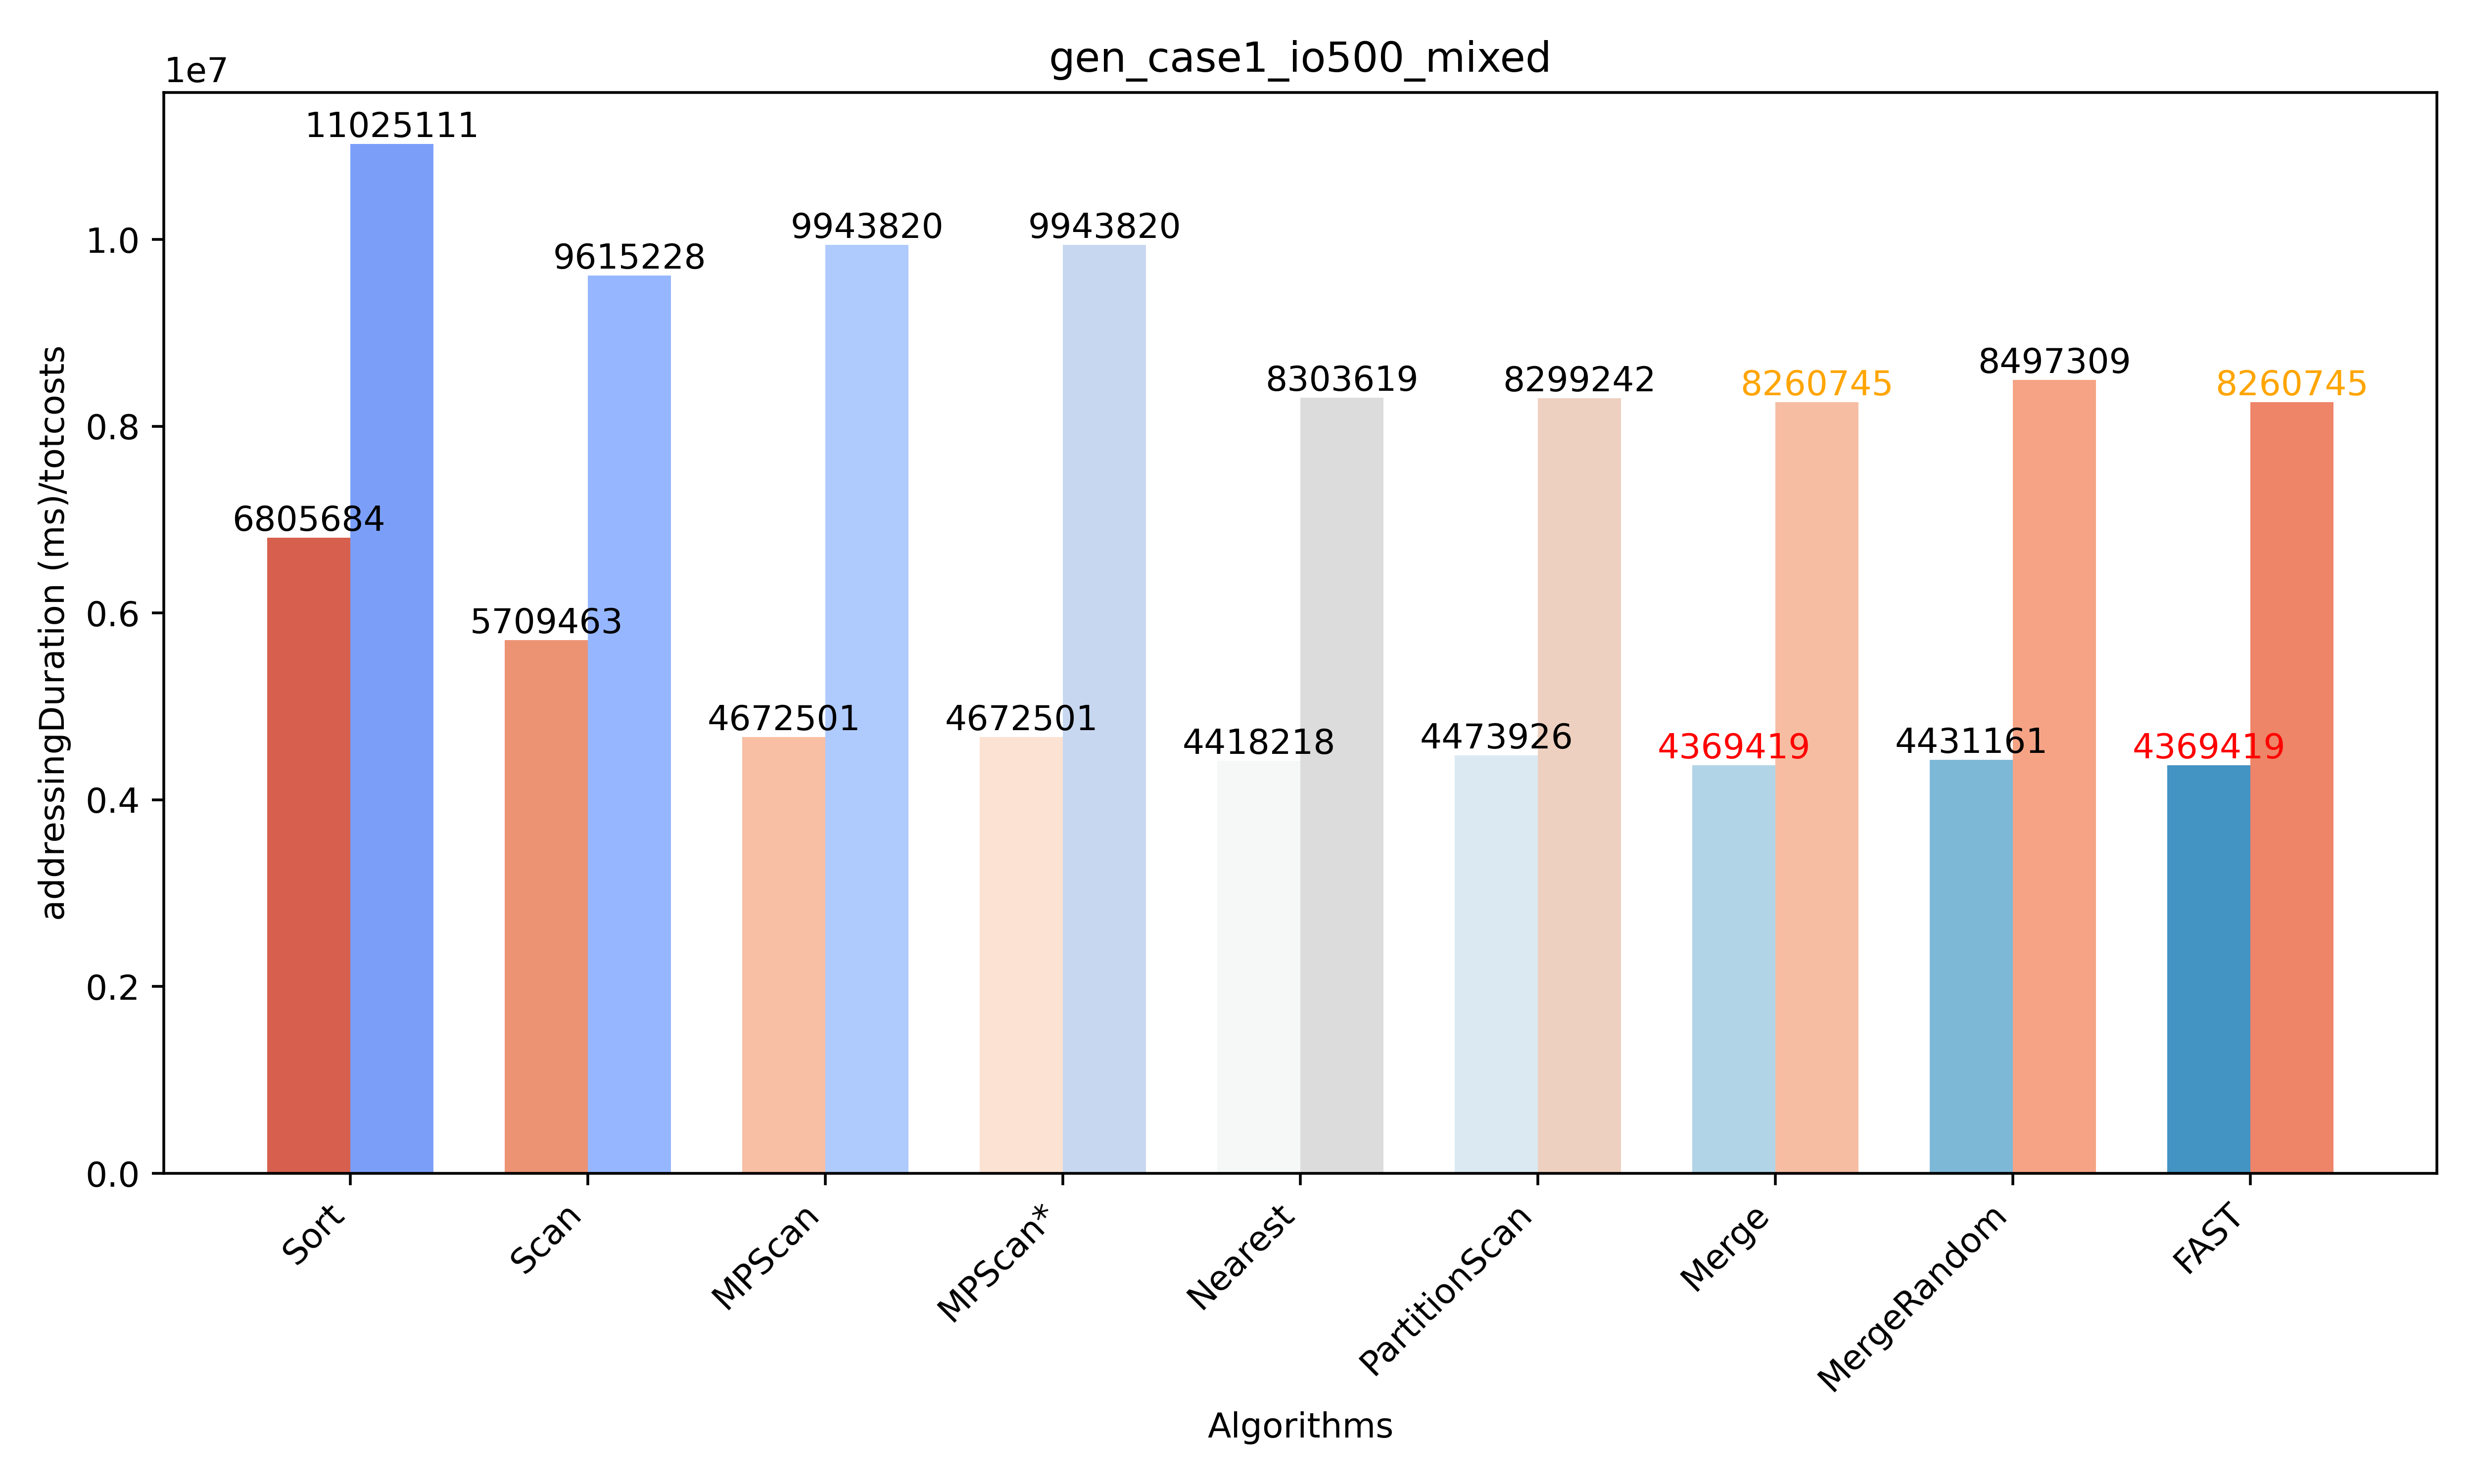 gen_case1_io500_mixed
1e7
11025111
9943820
9943820
9615228
8497309
8303619
8299242
8260745
8260745
6805684
5709463
4672501
4672501
4418218
4473926
4369419
4431161
4369419
1.0
0.8
0.6
0.4
0.2
0.0
addressingDuration (ms)/totcosts
Sort
Scan
MPScan
MPScan*
Nearest
PartitionScan
Merge
MergeRandom
FAST
Algorithms